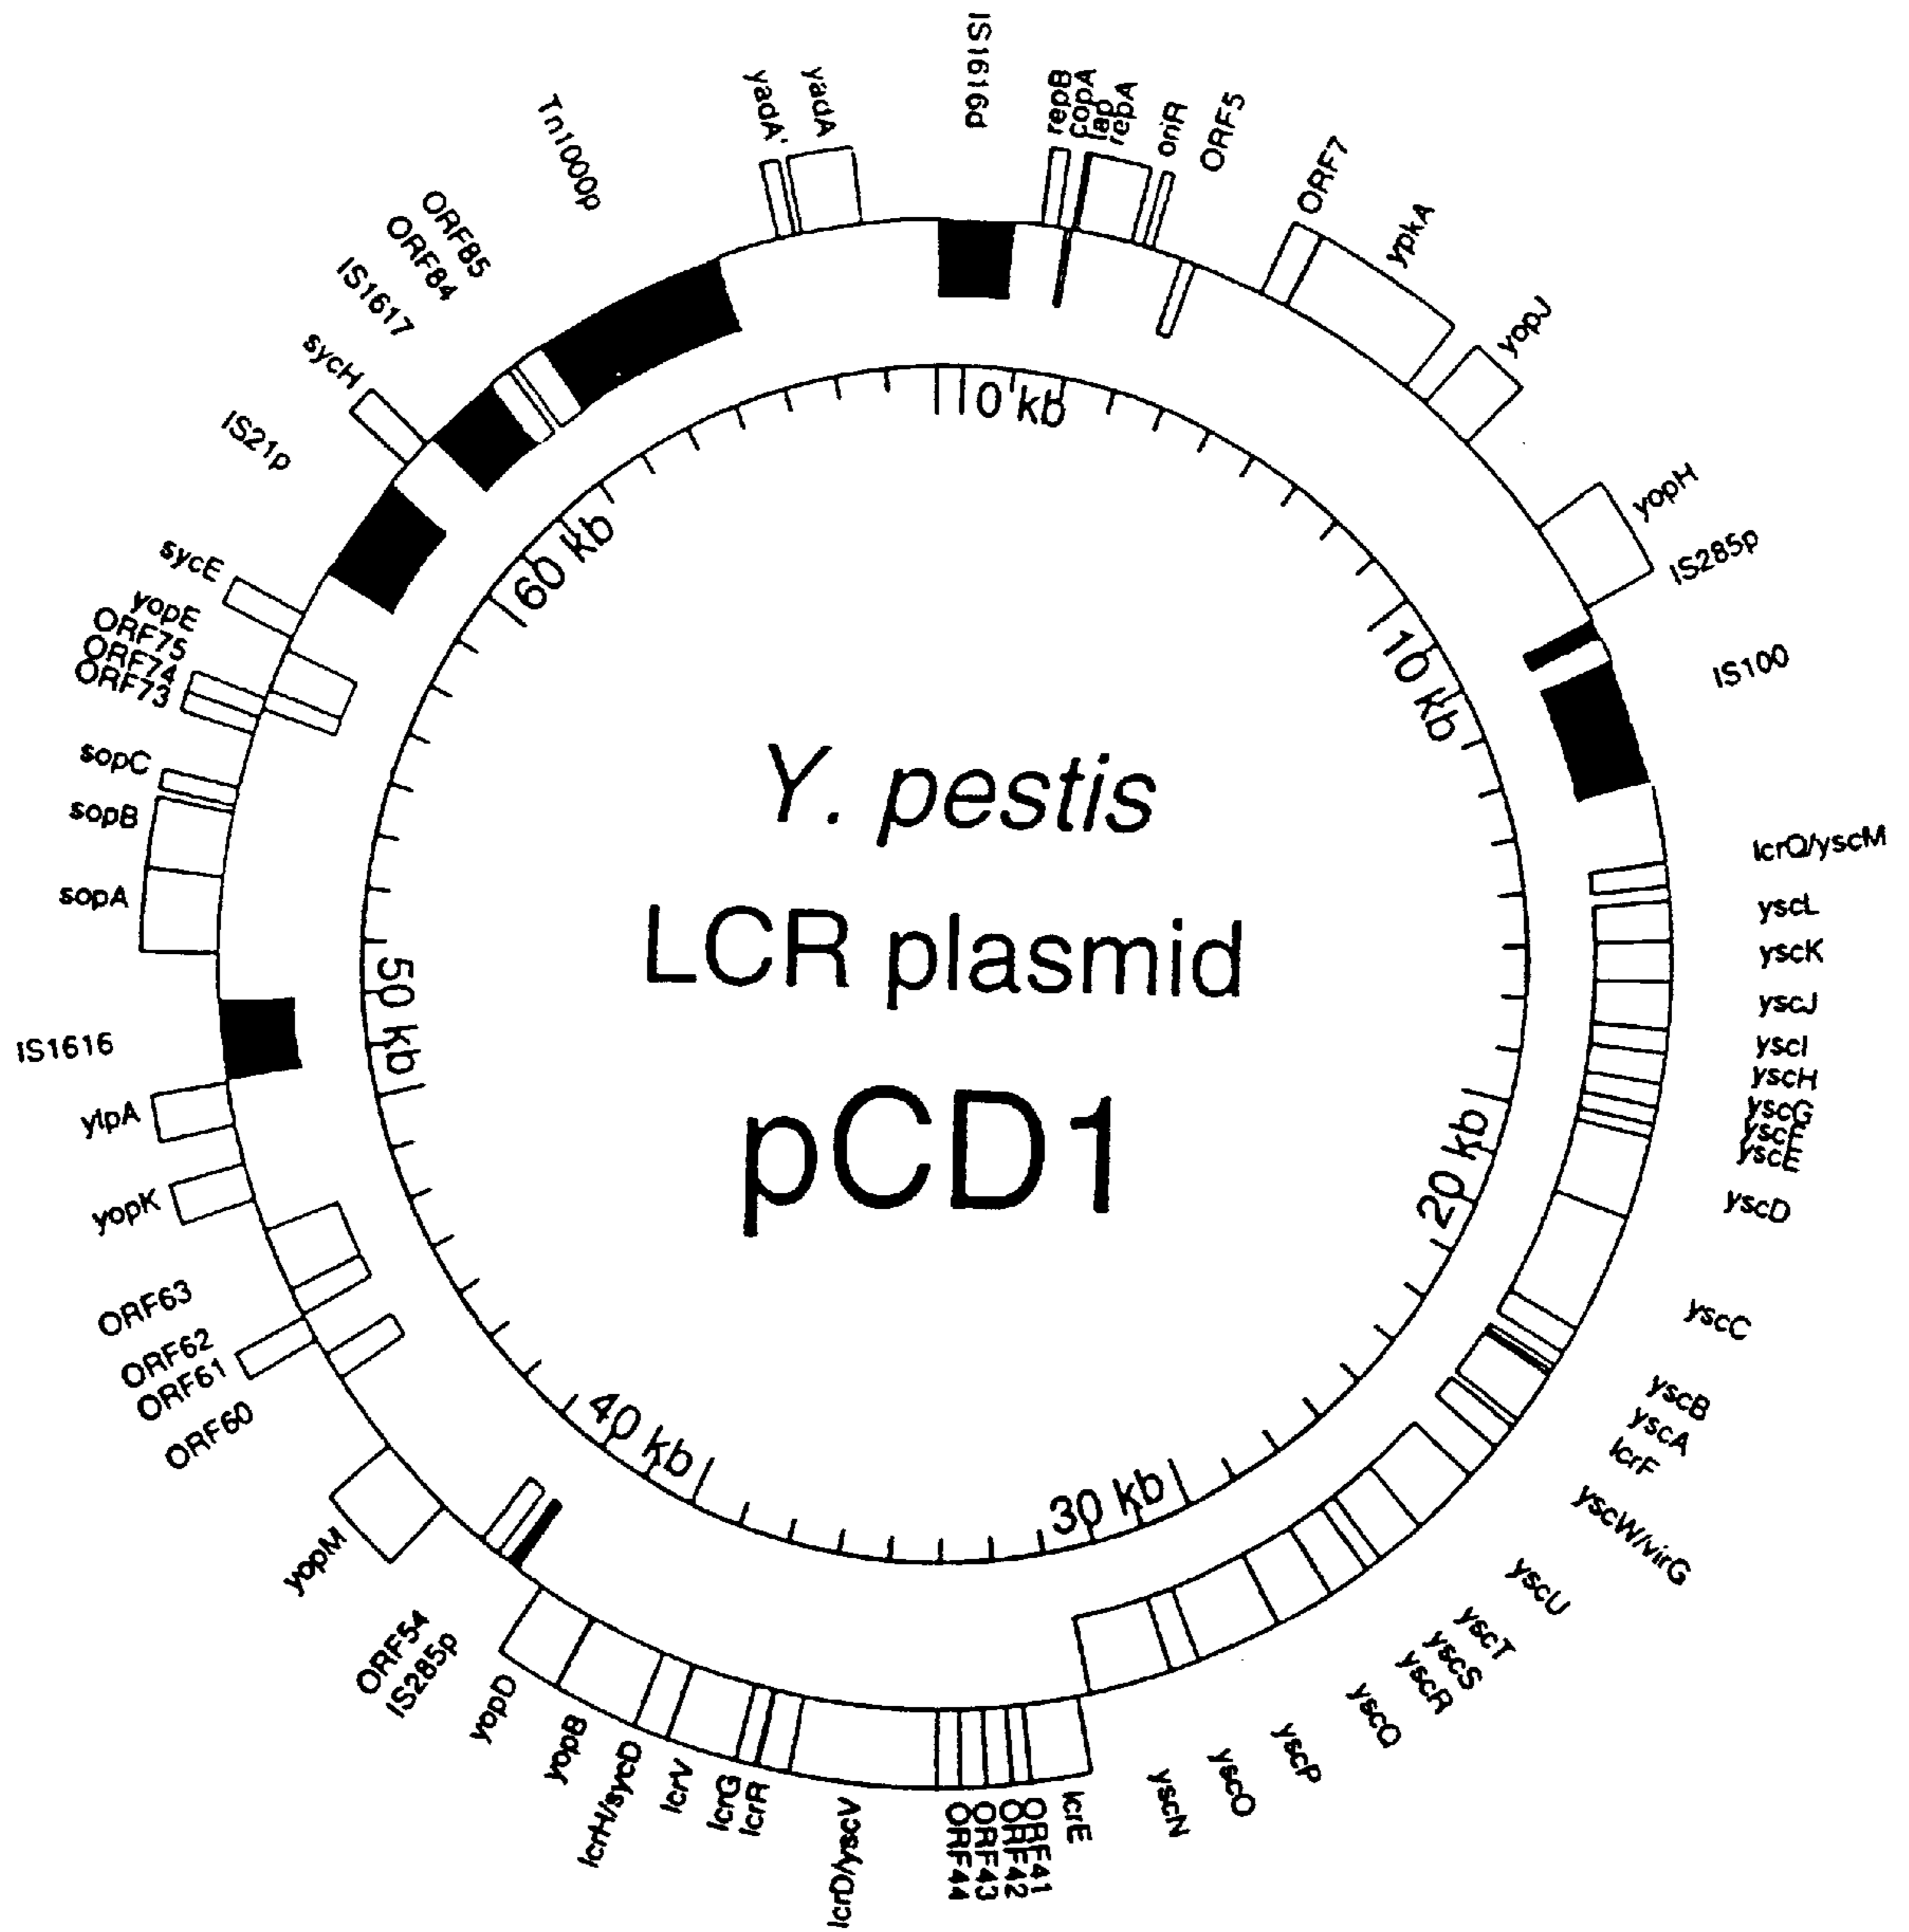 IS1616p
repB
copA
tap
repA
oriR
ORF5
ORF7
ypkA
yopJ
yopH
IS285p
IS100
lcrQ/yscM
yscL
yscK
yscJ
yscI
yscH
yscG
yscF
yscE
yscD
yscC
yscB
yscA
lcrF
yscW/virG
yscU
yscT
yscS
yscR
yscQ
yscP
yscO
yscN
lcrE
ORF41
ORF42
ORF43
ORF44
lcrD/yscV
lcrR
lcrG
lcrV
lcrH/sycD
yopB
yopD
IS285p
ORF54
yopM
ORF60
ORF61
ORF62
ORF63
yopK
ylpA
IS1616
sopA
sopB
sopC
ORF73
ORF74
ORF75
yopE
sycE
IS21p
sycH
IS1617
ORF84
ORF85
Tn1000p
yadA'
yadA
0 kb
10 kb
20 kb
30 kb
40 kb
50 kb
60 kb
Y. pestis
LCR plasmid
pCD1